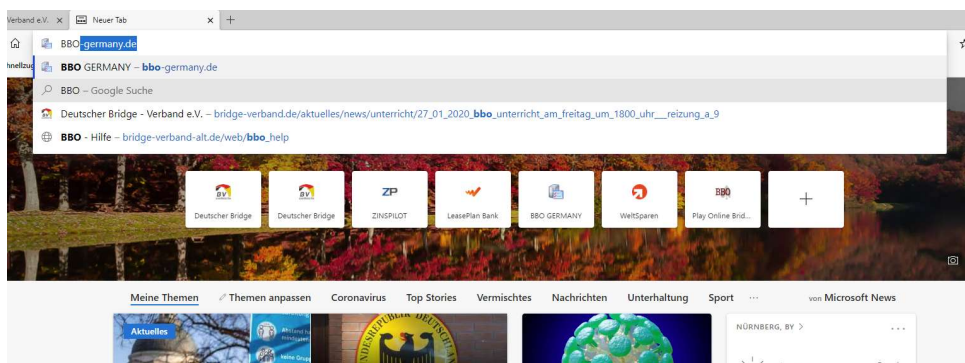 Verband e.V.
Neuer Tab
BBO-germany.de
hnellzug
BBO GERMANY – bbo-germany.de
BBO – Google Suche
Deutscher Bridge - Verband e.V. – bridge-verband.de/aktuelles/news/unterricht/27_01_2020_bbo_unterricht_am_freitag_um_1800_uhr__reizung_a_9
BBO - Hilfe – bridge-verband-alt.de/web/bbo_help
DV
DV
ZP
BBO
Deutscher Bridge
Deutscher Bridge
ZINSPILOT
LeasePlan Bank
BBO GERMANY
WeltSparen
Play Online Brid...
Meine Themen
Themen anpassen
Coronavirus
Top Stories
Vermischtes
Nachrichten
Unterhaltung
Sport
...
von Microsoft News
Aktuelles
NÜRNBERG, BY >
...